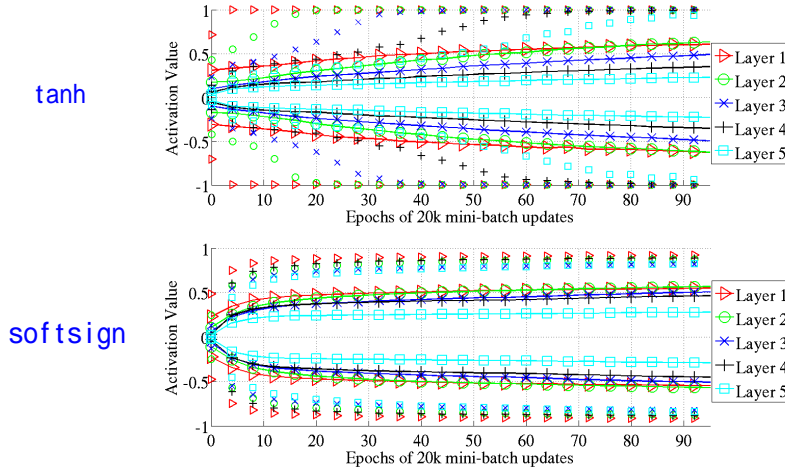 tanh
Activation Value
1
0.5
0
-0.5
-1
0 10 20 30 40 50 60 70 80 90
Epochs of 20k mini-batch updates
Layer 1
Layer 2
Layer 3
Layer 4
Layer 5
softsign
Activation Value
1
0.5
0
-0.5
-1
0 10 20 30 40 50 60 70 80 90
Epochs of 20k mini-batch updates
Layer 1
Layer 2
Layer 3
Layer 4
Layer 5